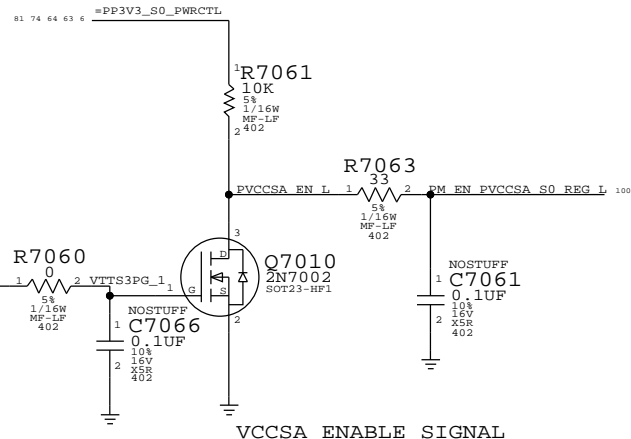 =PP3V3_S0_PWRCTL
81 74 64 63 6
1
R7061
10K
5%
1/16W
MF-LF
402
2
R7063
33
PVCCSA_EN_L
1
2
PM_EN_PVCCSA_S0_REG_L
100
5%
1/16W
MF-LF
402
3
D
Q7010
2N7002
SOT23-HF1
G
S
1
2
R7060
0
1
2
VTTS3PG_1
5%
1/16W
MF-LF
402
NOSTUFF
C7066
0.1UF
10%
16V
X5R
402
1
2
NOSTUFF
C7061
0.1UF
10%
16V
X5R
402
1
2
VCCSA ENABLE SIGNAL